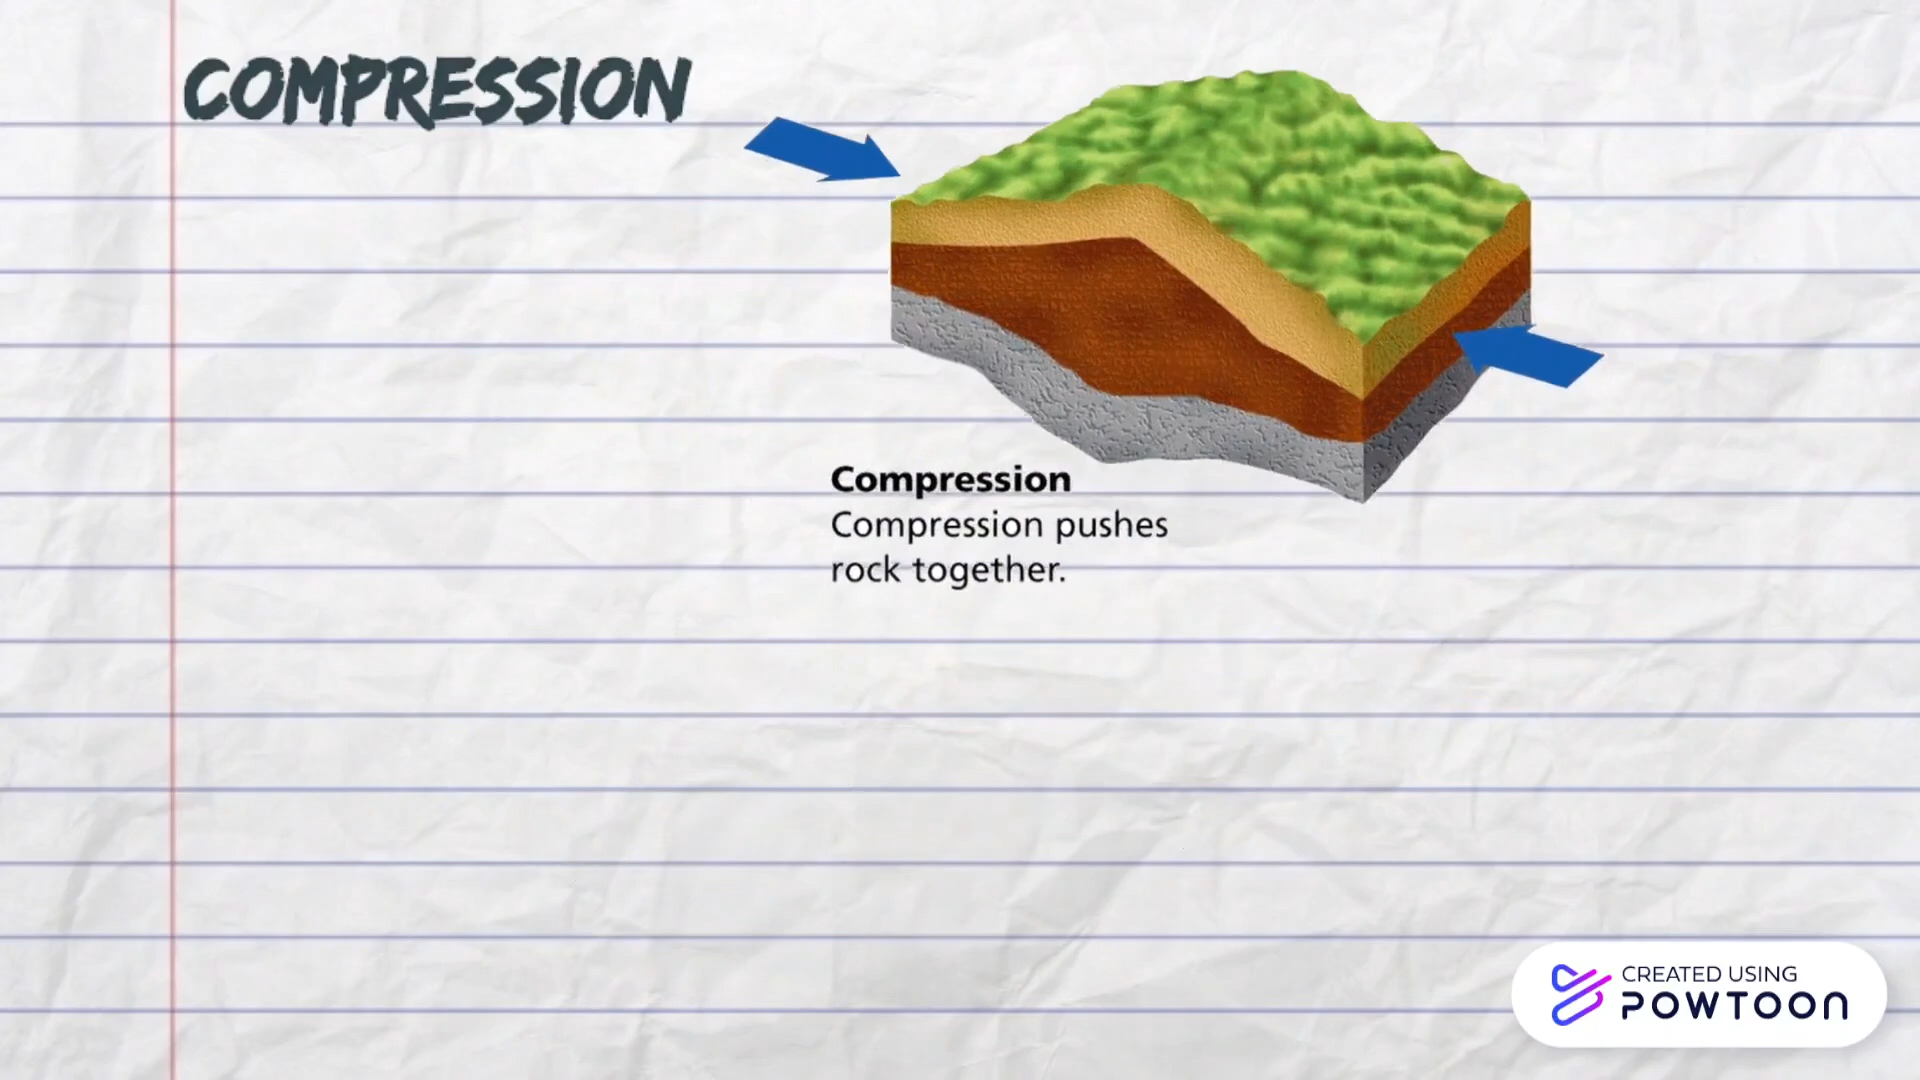 COMPRESSION
Compression
Compression pushes
rock together.
CREATED USING
POWTOON